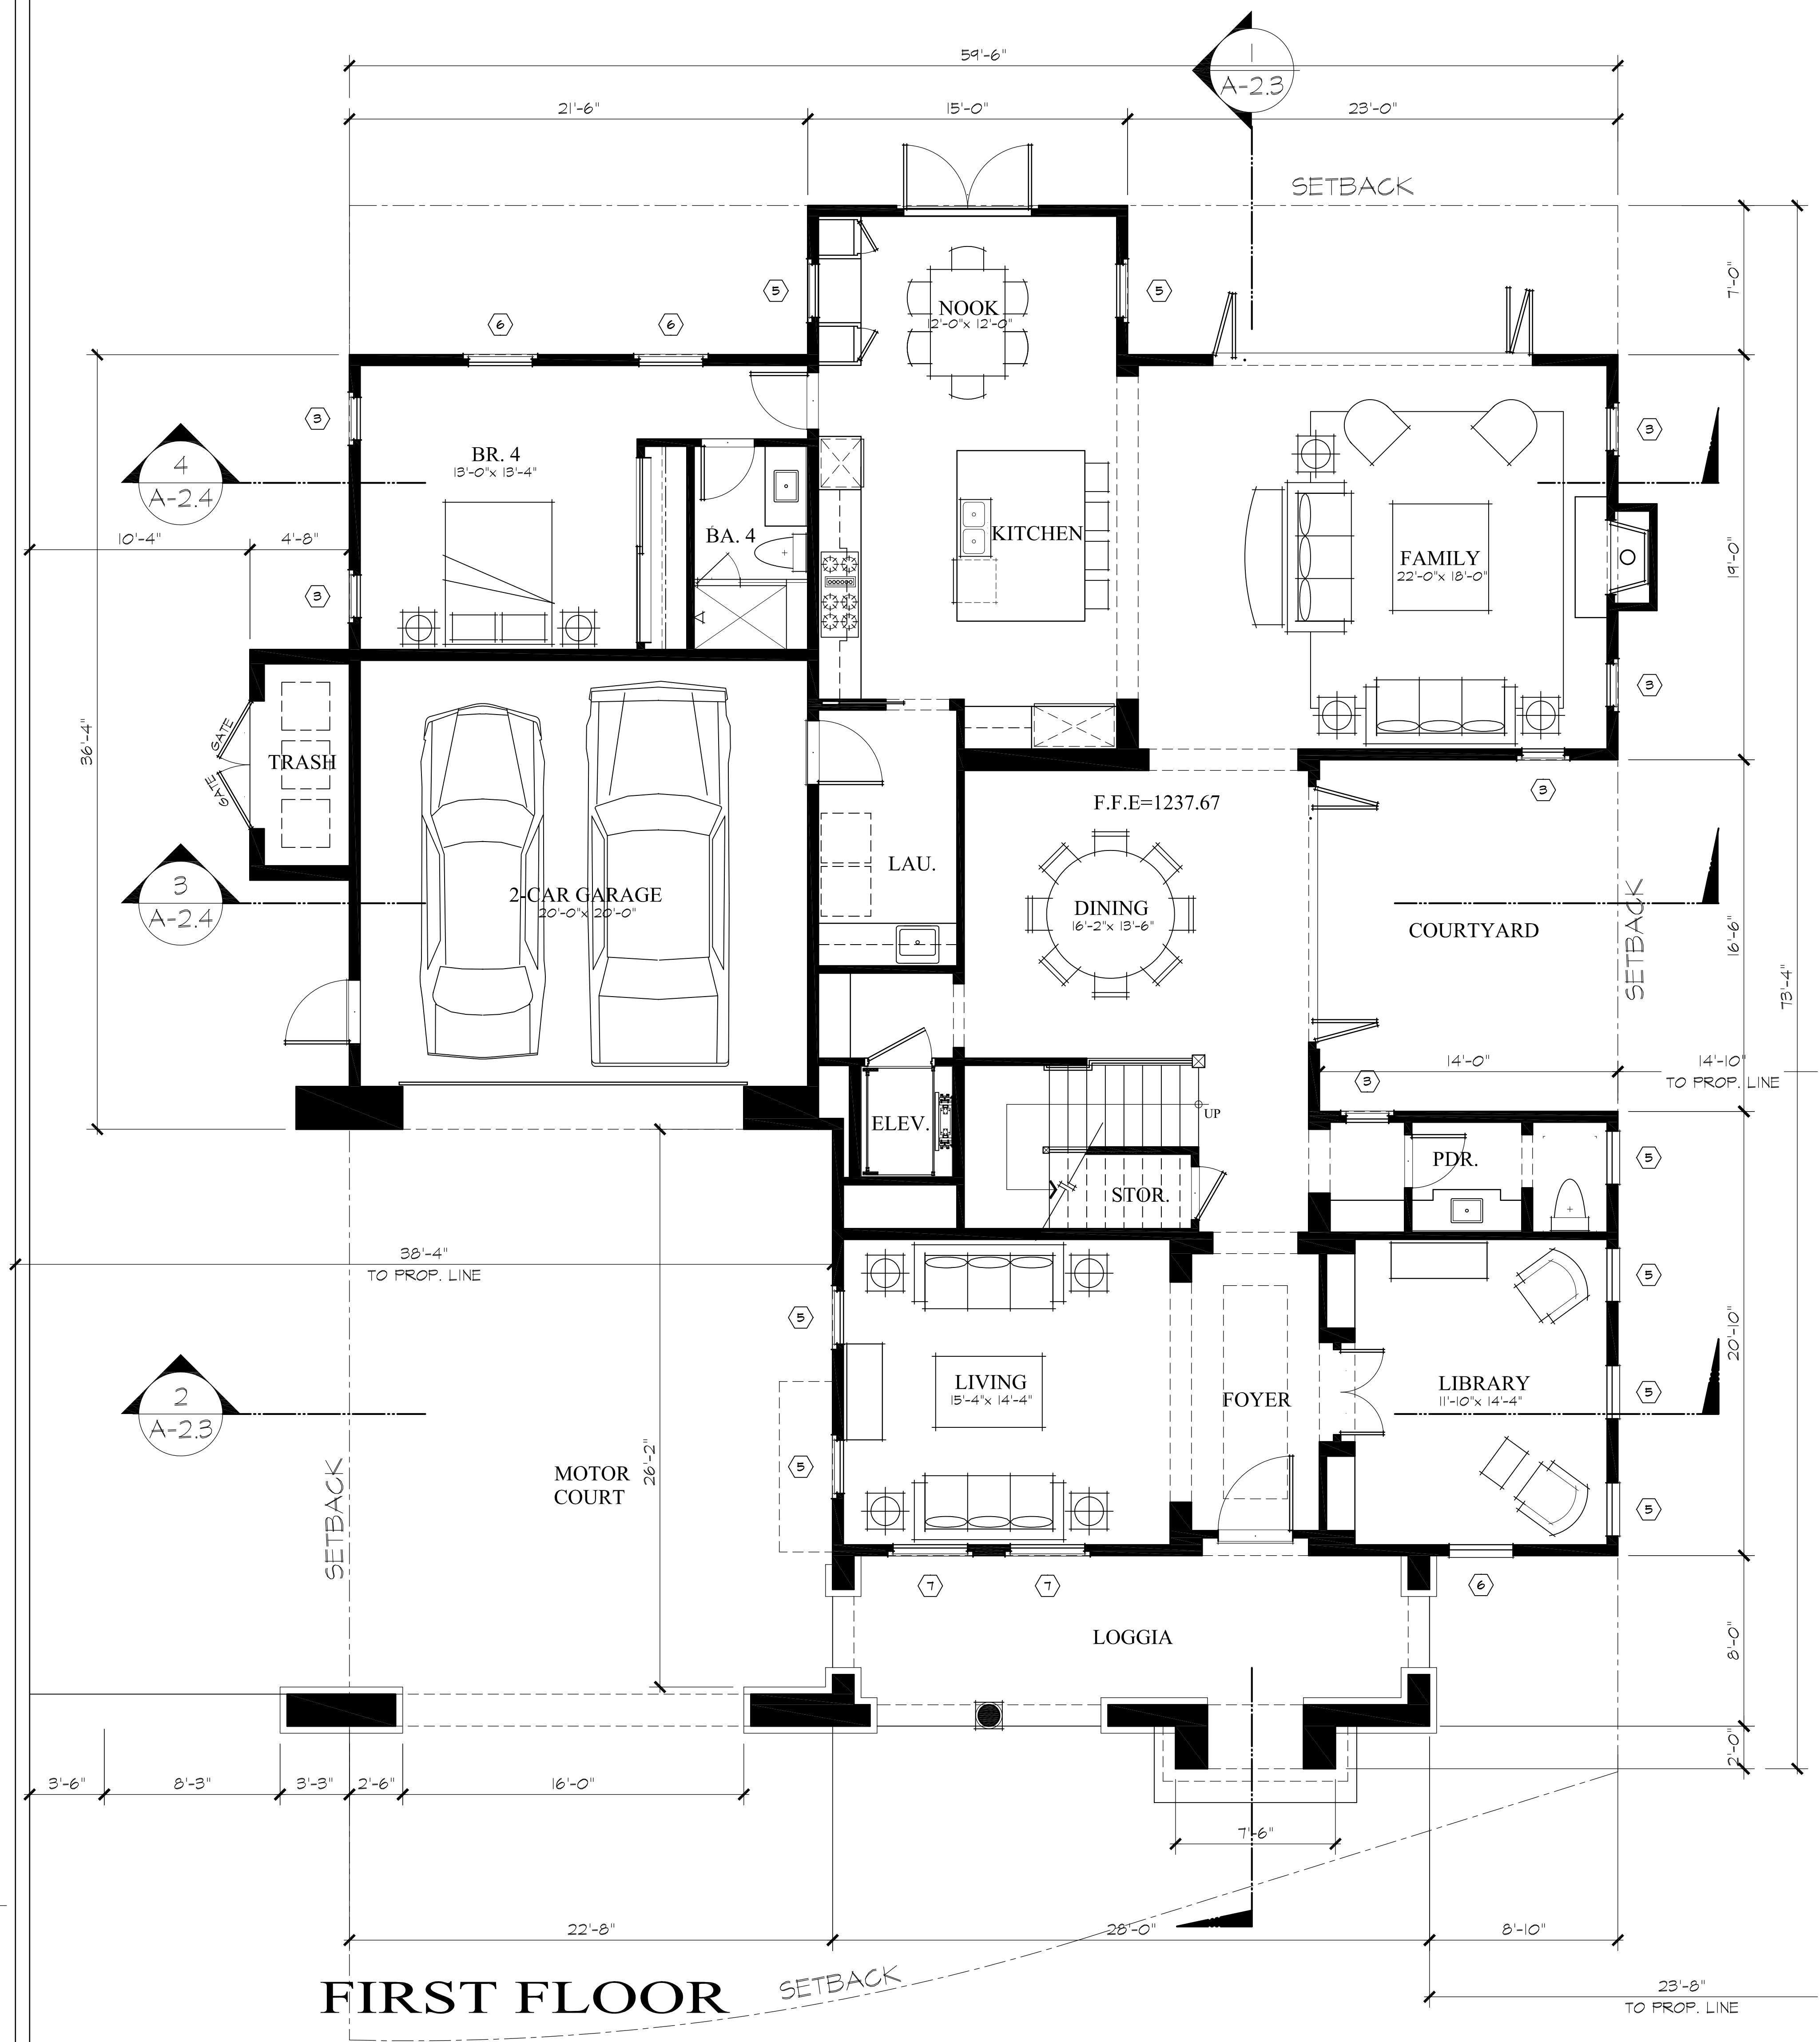 59'-6"
1
A-2.3
21'-6"
15'-0"
23'-0"
SETBACK
7'-0"
5
5
NOOK
12'-0"x 12'-0"
6
6
3
3
4
A-2.4
BR. 4
13'-0"x 13'-4"
BA. 4
KITCHEN
FAMILY
22'-0"x 18'-0"
19'-0"
10'-4"
4'-8"
3
3
36'-4"
GATE
GATE
TRASH
3
F.F.E=1237.67
LAU.
3
A-2.4
2-CAR GARAGE
20'-0"x 20'-0"
DINING
16'-2"x 13'-6"
COURTYARD
SETBACK
16'-6"
73'-4"
14'-0"
14'-10"
TO PROP. LINE
3
UP
ELEV.
PDR.
5
STOR.
38'-4"
TO PROP. LINE
5
5
20'-10"
2
A-2.3
LIVING
15'-4"x 14'-4"
FOYER
LIBRARY
11'-10"x 14'-4"
5
SETBACK
MOTOR
COURT
26'-2"
5
5
7
7
6
LOGGIA
8'-0"
2'-0"
3'-6"
8'-3"
3'-3"
2'-6"
16'-0"
7'-6"
22'-8"
28'-0"
8'-10"
FIRST FLOOR
SETBACK
23'-8"
TO PROP. LINE